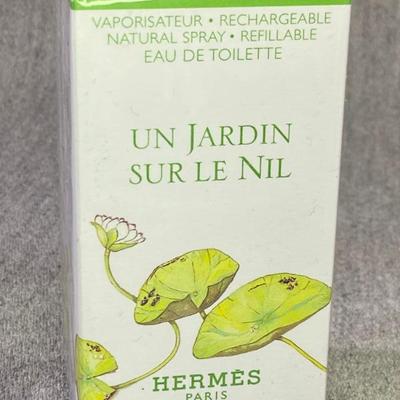 VAPORISATEUR • RECHARGEABLE
NATURAL SPRAY • REFILLABLE
EAU DE TOILETTE
UN JARDIN
SUR LE NIL
HERMÈS
PARIS